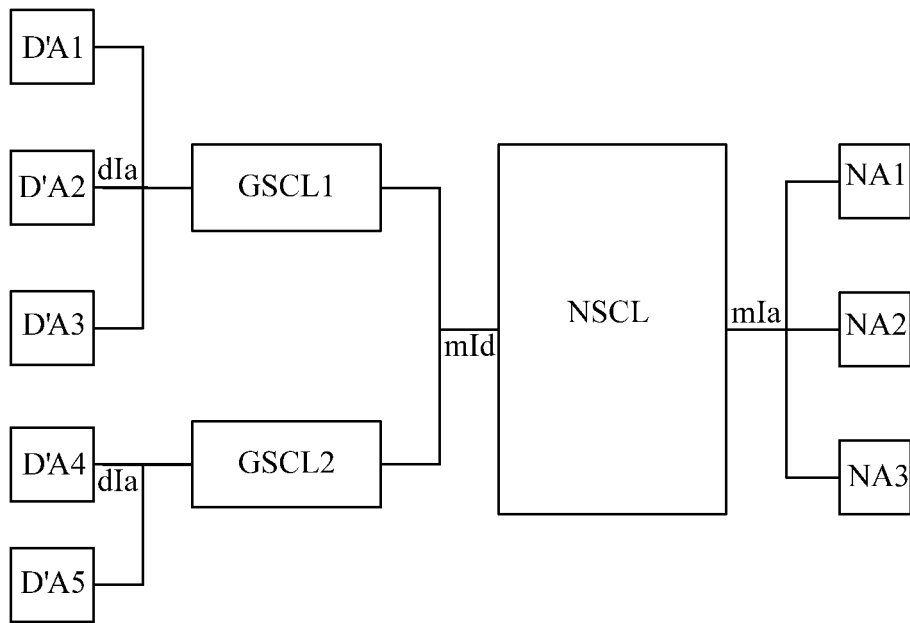 D'A1
D'A2
dIa
GSCL1
D'A3
NSCL
mId
mIa
NA1
NA2
NA3
D'A4
dIa
GSCL2
D'A5